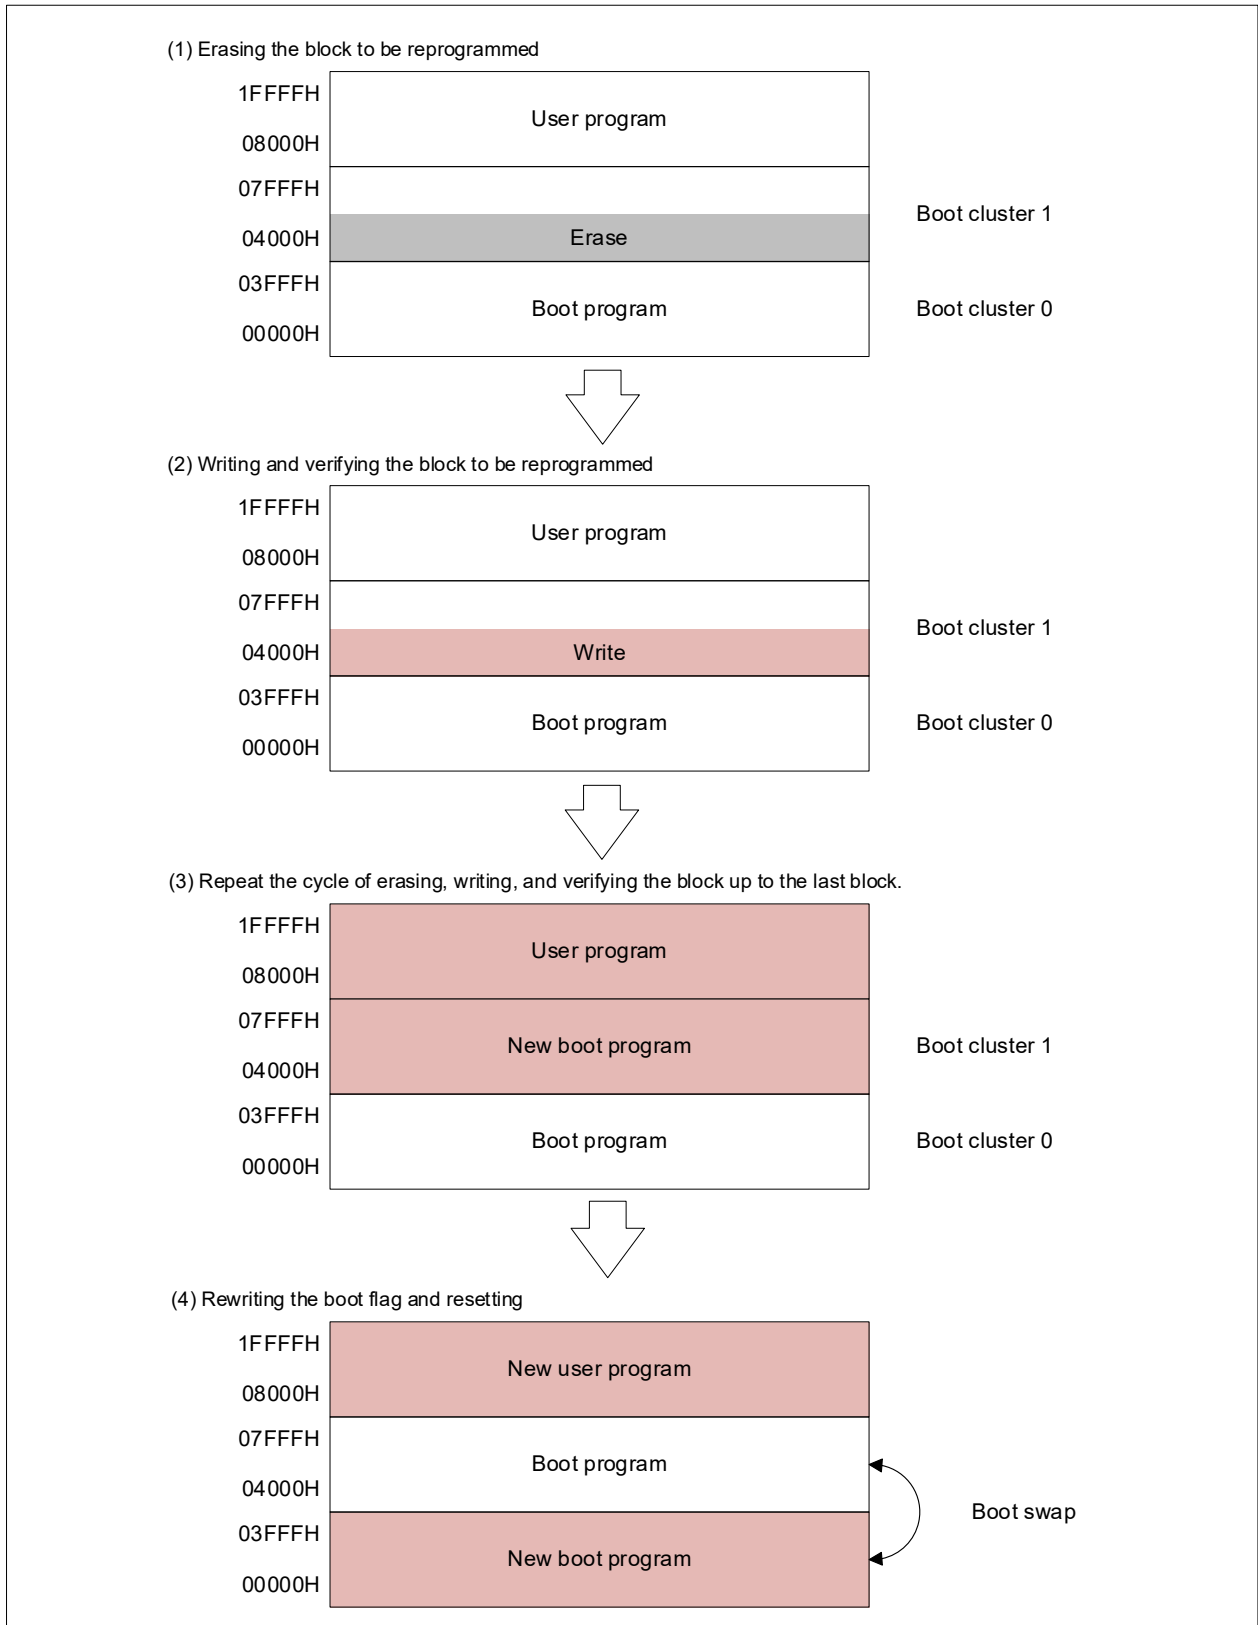 (1) Erasing the block to be reprogrammed
1FFFFH
User program
08000H
07FFFH
Boot cluster 1
04000H
Erase
03FFFH
Boot program
Boot cluster 0
00000H
(2) Writing and verifying the block to be reprogrammed
1FFFFH
User program
08000H
07FFFH
Boot cluster 1
04000H
Write
03FFFH
Boot program
Boot cluster 0
00000H
(3) Repeat the cycle of erasing, writing, and verifying the block up to the last block.
1FFFFH
User program
08000H
07FFFH
New boot program
Boot cluster 1
04000H
03FFFH
Boot program
Boot cluster 0
00000H
(4) Rewriting the boot flag and resetting
1FFFFH
New user program
08000H
07FFFH
Boot program
04000H
Boot swap
03FFFH
New boot program
00000H